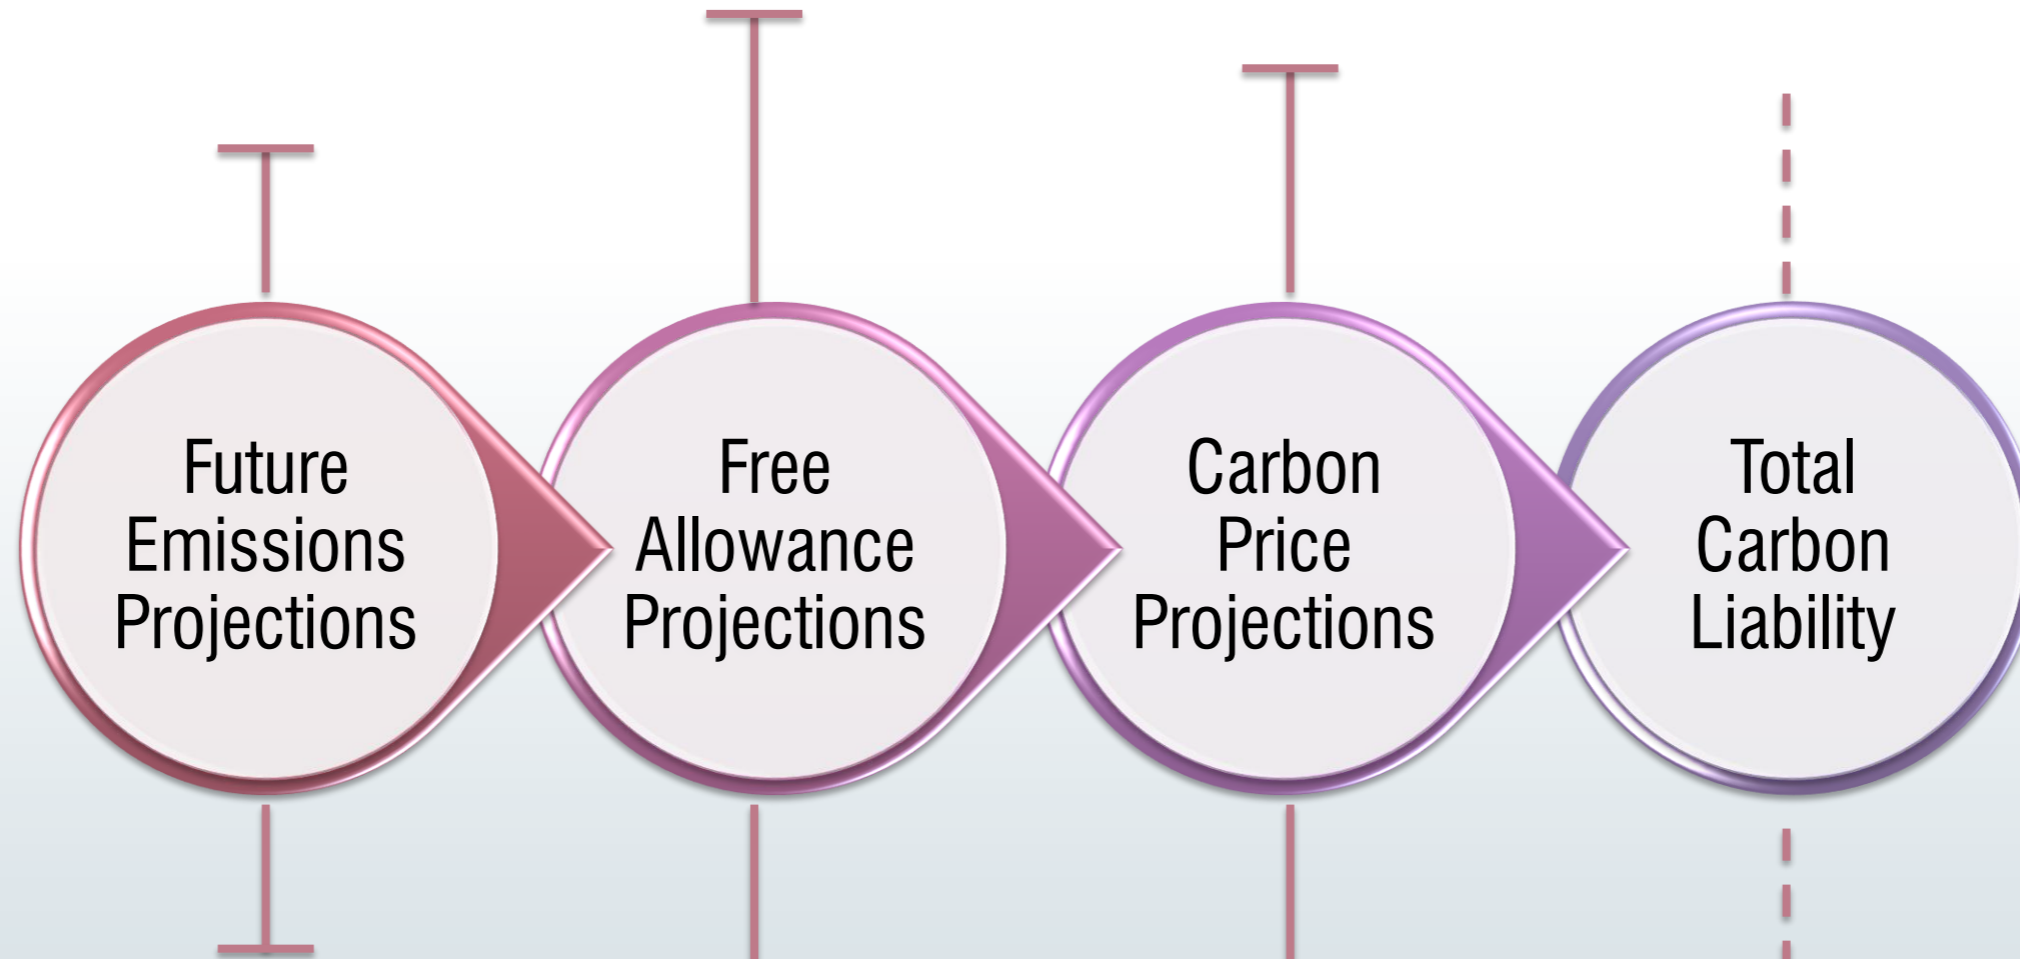 Future
Emissions
Projections
Free
Allowance
Projections
Carbon
Price
Projections
Total
Carbon
Liability